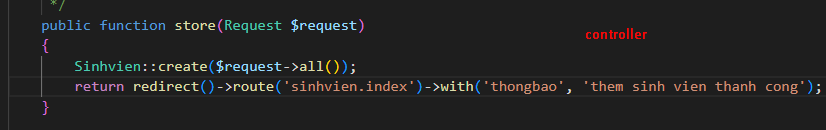 */
public function store(Request $request)
controller
{
Sinhvien::create($request->all());
return redirect()->route('sinhvien.index')->with('thongbao', 'them sinh vien thanh cong');
}